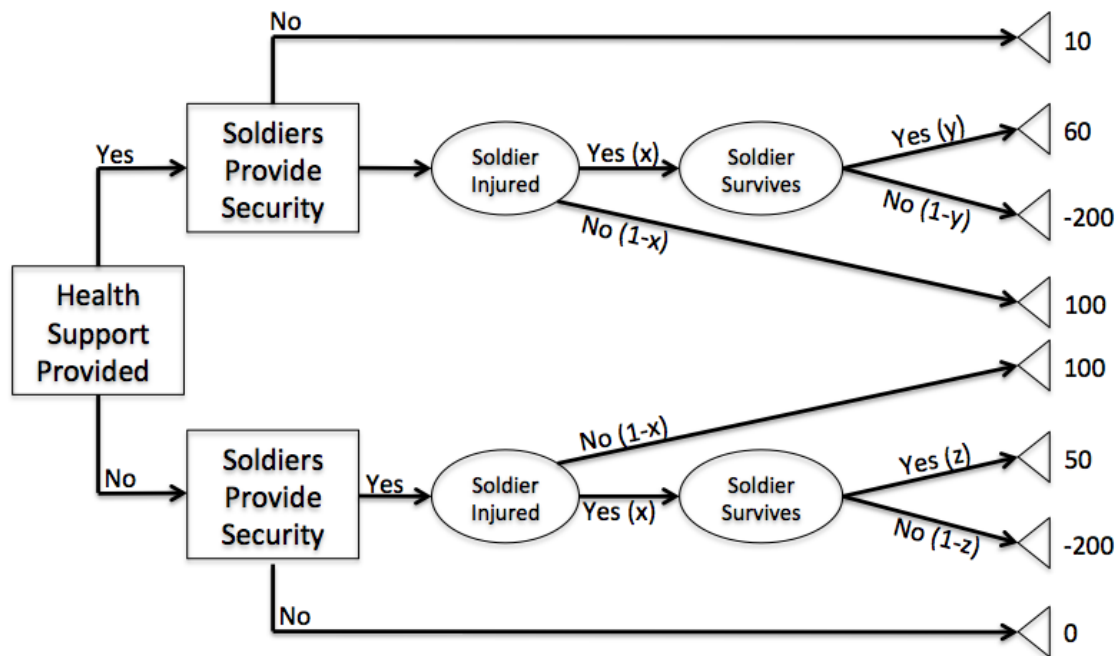 No
10
Yes
Soldiers
Provide
Security
Soldier
Injured
Yes (x)
Soldier
Survives
Yes (y)
60
No (1-y)
-200
No (1-x)
100
Health
Support
Provided
100
No (1-x)
No
Soldiers
Provide
Security
Yes
Soldier
Injured
Yes (x)
Soldier
Survives
Yes (z)
50
No (1-z)
-200
No
0